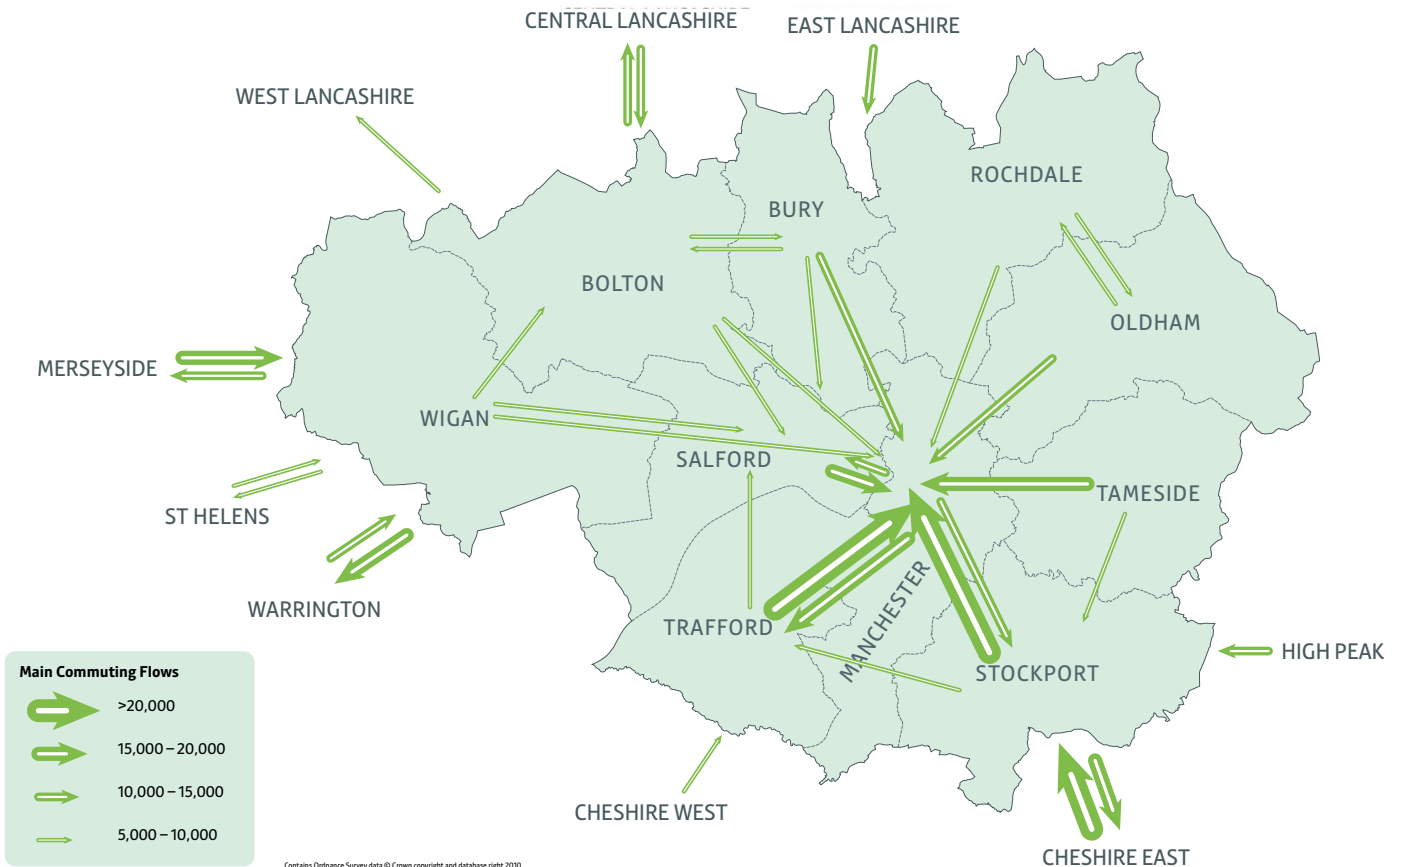 CENTRAL LANCASHIRE
EAST LANCASHIRE
WEST LANCASHIRE
ROCHDALE
BURY
BOLTON
OLDHAM
MERSEYSIDE
WIGAN
SALFORD
TAMESIDE
ST HELENS
WARRINGTON
TRAFFORD
MANCHESTER
STOCKPORT
HIGH PEAK
Main Commuting Flows
>20,000
15,000 – 20,000
10,000 – 15,000
5,000 – 10,000
CHESHIRE WEST
CHESHIRE EAST
Contains Ordnance Survey data © Crown copyright and database right 2010